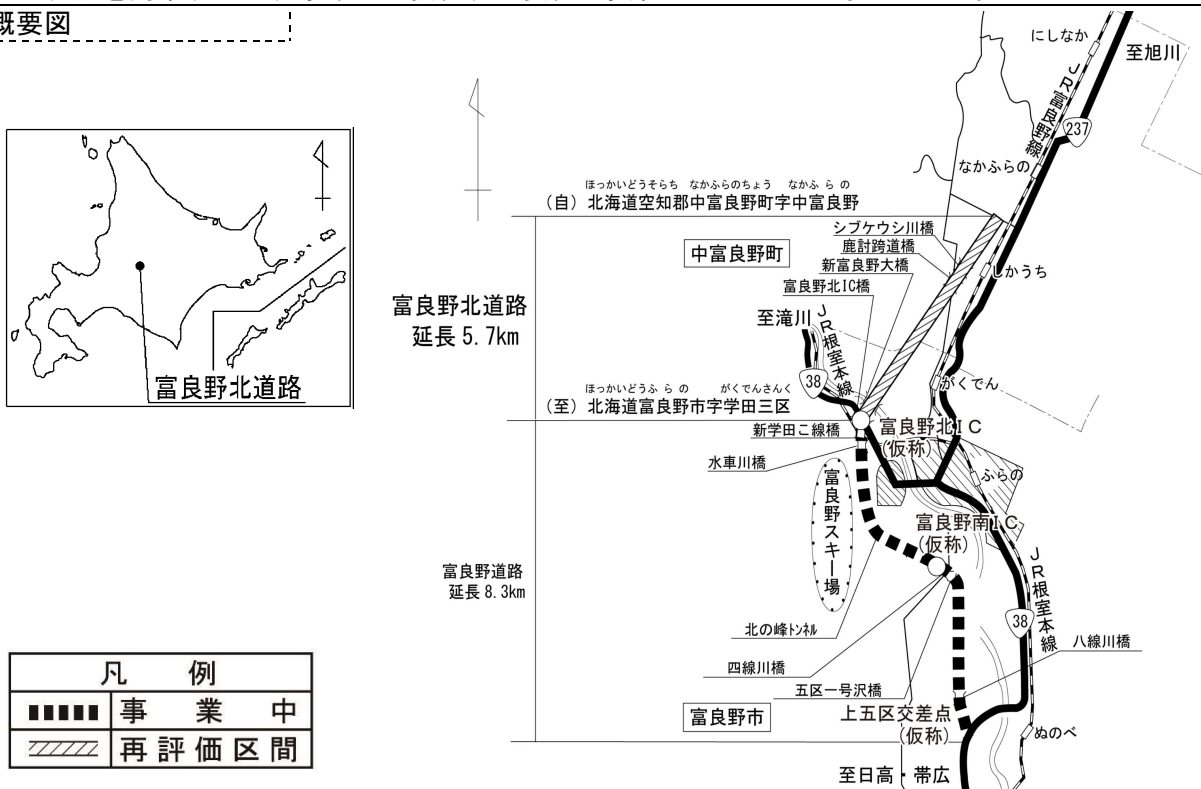 概要図
富良野北道路
凡 例
事 業 中
再評価区間
富良野北道路
延長 5.7km
富良野道路
延長 8.3km
にしなか
至旭川
JR富良野線
237
なかふらの
ほっかいどうそらち なかふらのちょう なかふらの
(自) 北海道空知郡中富良野町字中富良野
シブケウシ川橋
中富良野町
鹿討跨道橋
新富良野大橋
しかうち
富良野北IC橋
至滝川
JR根室本線
38
がくでん
ほっかいどうふらの がくでんさんく
(至) 北海道富良野市字学田三区
新学田こ線橋
富良野北IC
(仮称)
水車川橋
ふらの
富良野スキー場
富良野南IC
(仮称)
JR根室本線
38
北の峰トンネル
八線川橋
四線川橋
五区一号沢橋
富良野市
上五区交差点
(仮称)
ぬのべ
至日高・帯広